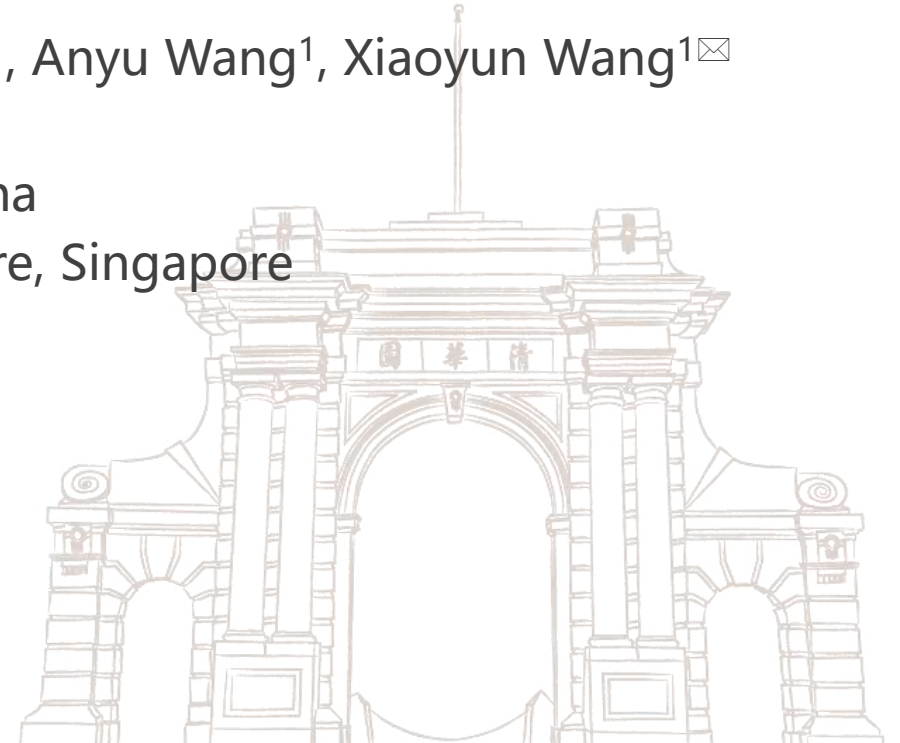 , Anyu Wang¹, Xiaoyun Wang¹✉
na
re, Singapore
園 華 清